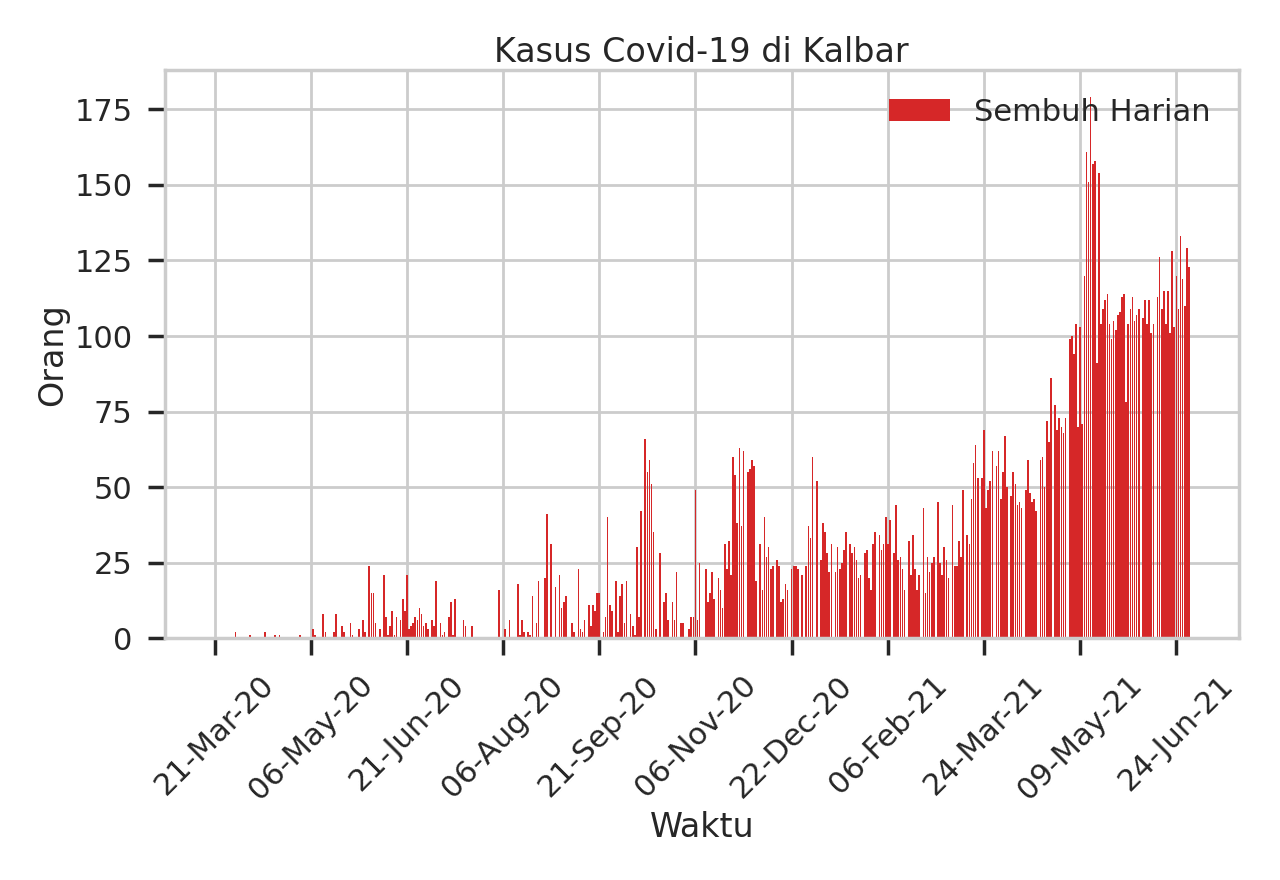 Kasus Covid-19 di Kalbar
Sembuh Harian
Orang
175
150
125
100
75
50
25
0
21-Mar-20
06-May-20
21-Jun-20
06-Aug-20
21-Sep-20
06-Nov-20
22-Dec-20
06-Feb-21
24-Mar-21
09-May-21
24-Jun-21
Waktu